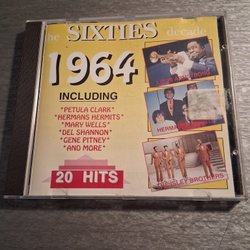 the SIXTIES decade
1964
INCLUDING
*PETULA CLARK*
*HERMANS HERMITS*
*MARY WELLS*
*DEL SHANNON*
*GENE PITNEY*
*AND MORE*
20 HITS
BROTHERS